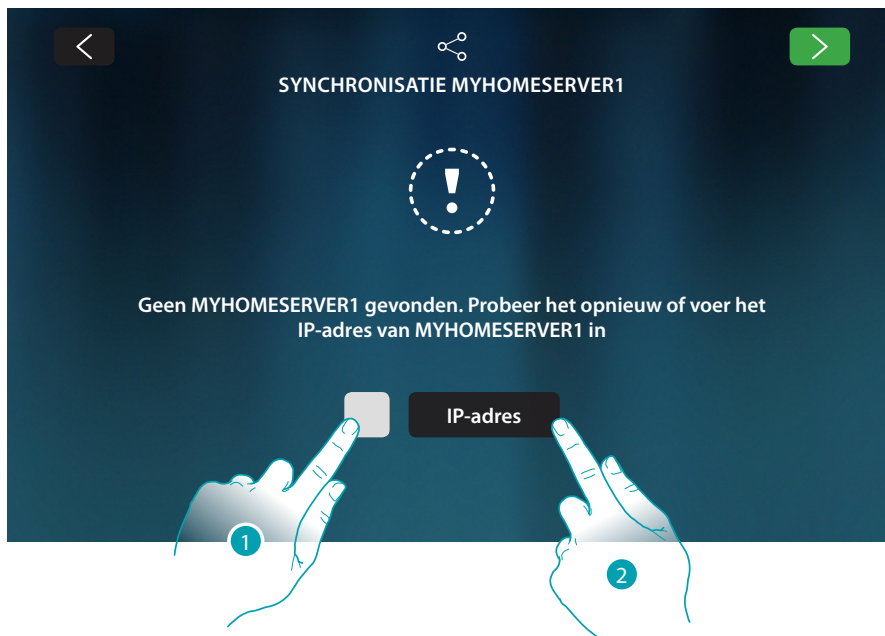 SYNCHRONISATIE MYHOMESERVER1
Geen MYHOMESERVER1 gevonden. Probeer het opnieuw of voer het
IP-adres van MYHOMESERVER1 in
IP-adres
1
2